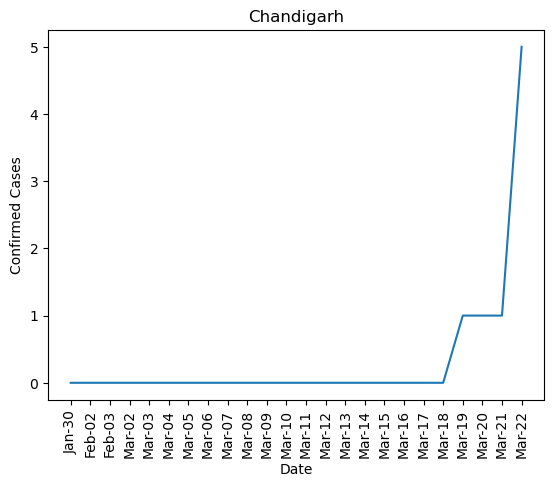 Chandigarh
5
4
3
2
1
0
Confirmed Cases
Jan-30
Feb-02
Feb-03
Mar-02
Mar-03
Mar-04
Mar-05
Mar-06
Mar-07
Mar-08
Mar-09
Mar-10
Mar-11
Mar-12
Mar-13
Mar-14
Mar-15
Mar-16
Mar-17
Mar-18
Mar-19
Mar-20
Mar-21
Mar-22
Date